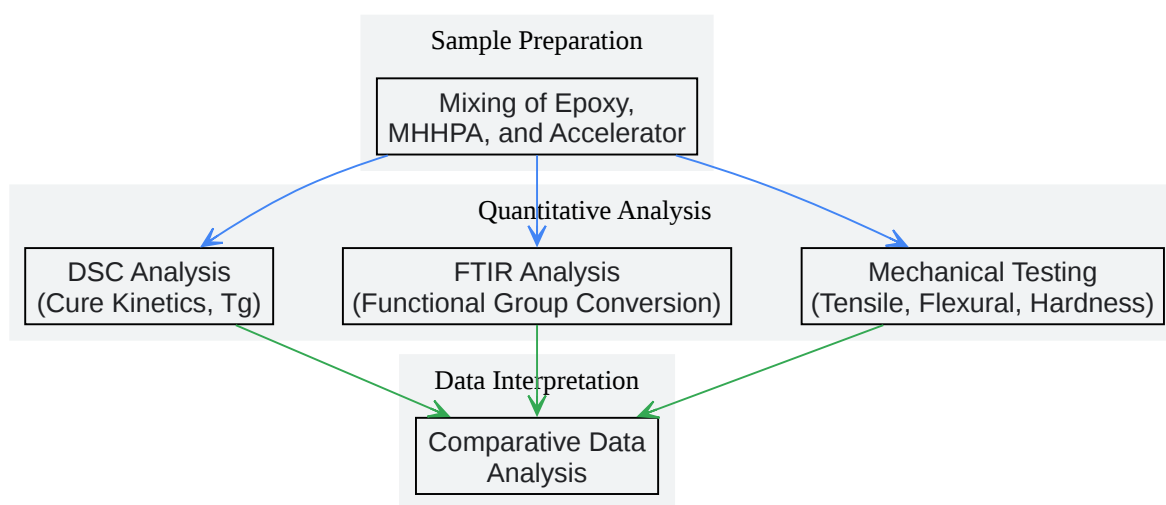 Sample Preparation
Mixing of Epoxy,
MHHPA, and Accelerator
Quantitative Analysis
DSC Analysis
(Cure Kinetics, Tg)
FTIR Analysis
(Functional Group Conversion)
Mechanical Testing
(Tensile, Flexural, Hardness)
Data Interpretation
Comparative Data
Analysis